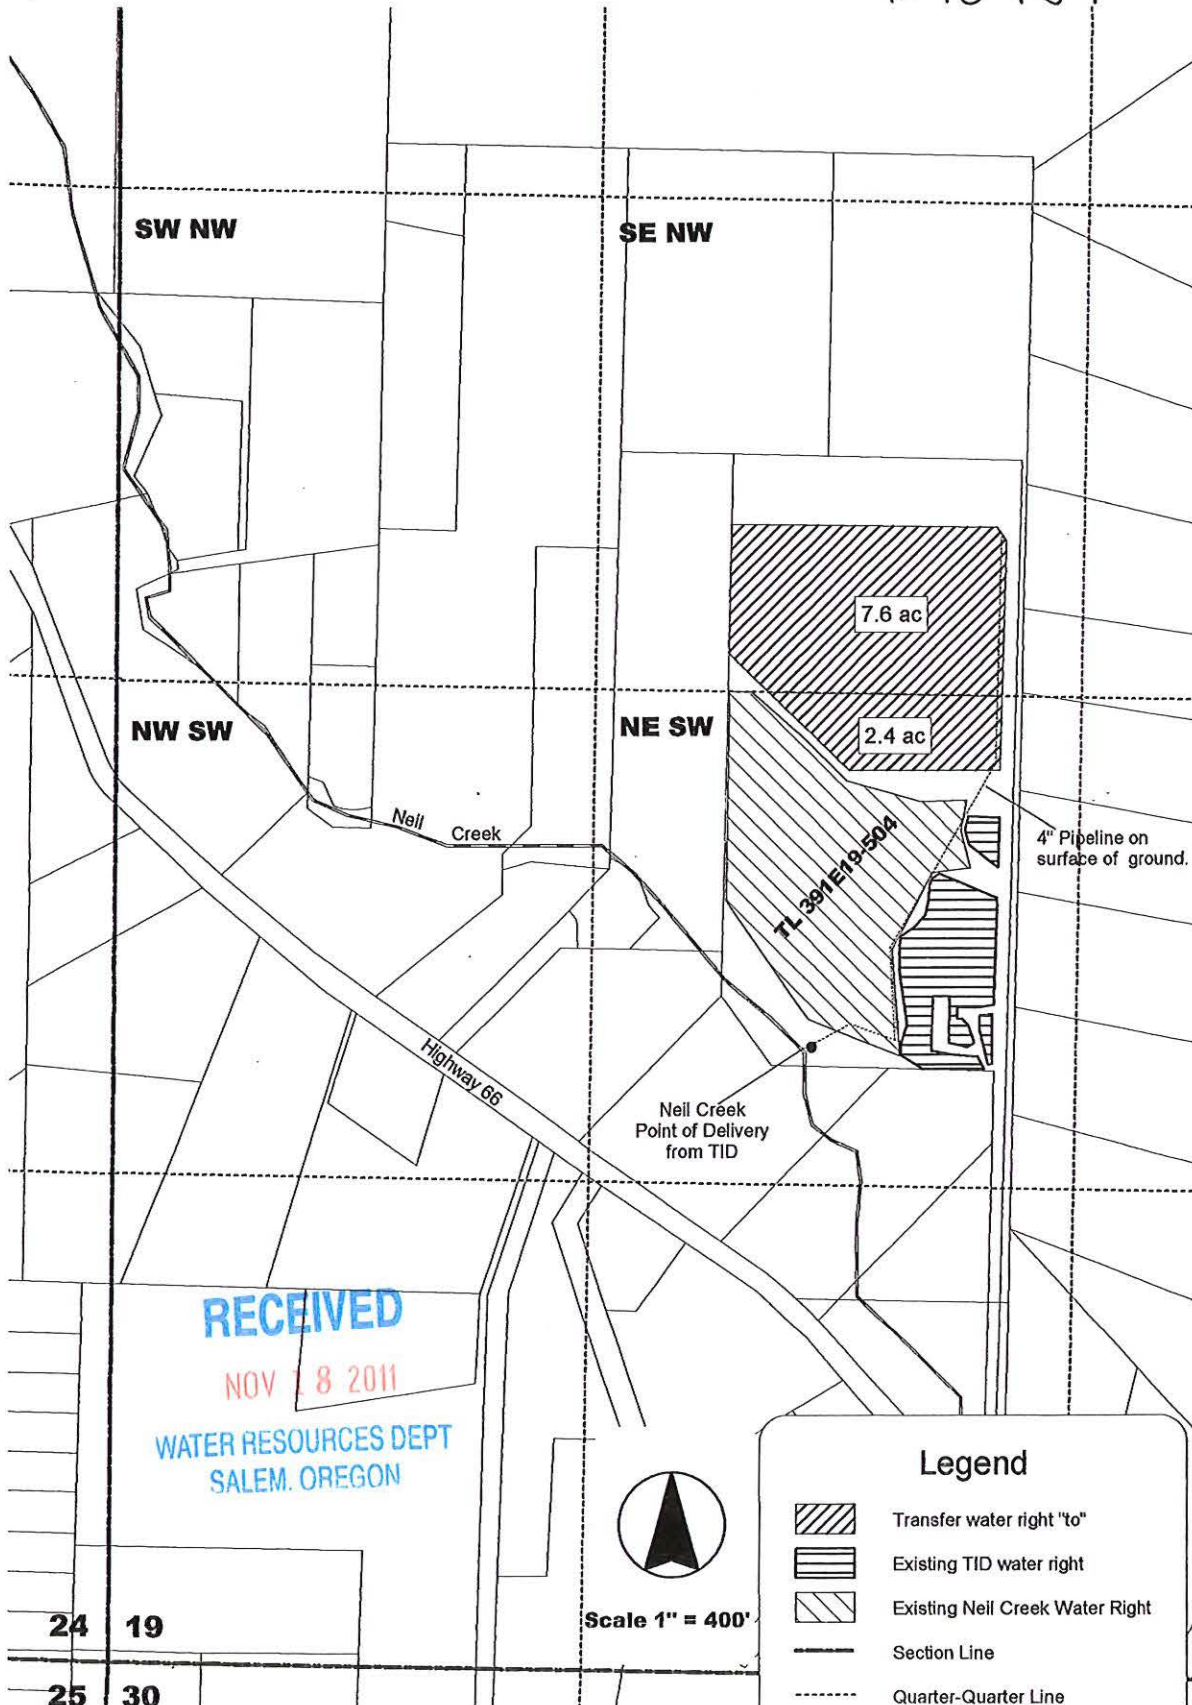 SW NW
SE NW
7.6 ac
NW SW
NE SW
2.4 ac
Neil Creek
TL 391E19-504
4" Pipeline on
surface of ground.
Highway 66
Neil Creek
Point of Delivery
from TID
RECEIVED
NOV 18 2011
WATER RESOURCES DEPT
SALEM. OREGON
Scale 1" = 400'
24 19
25 30
Legend
Transfer water right "to"
Existing TID water right
Existing Neil Creek Water Right
Section Line
Quarter-Quarter Line